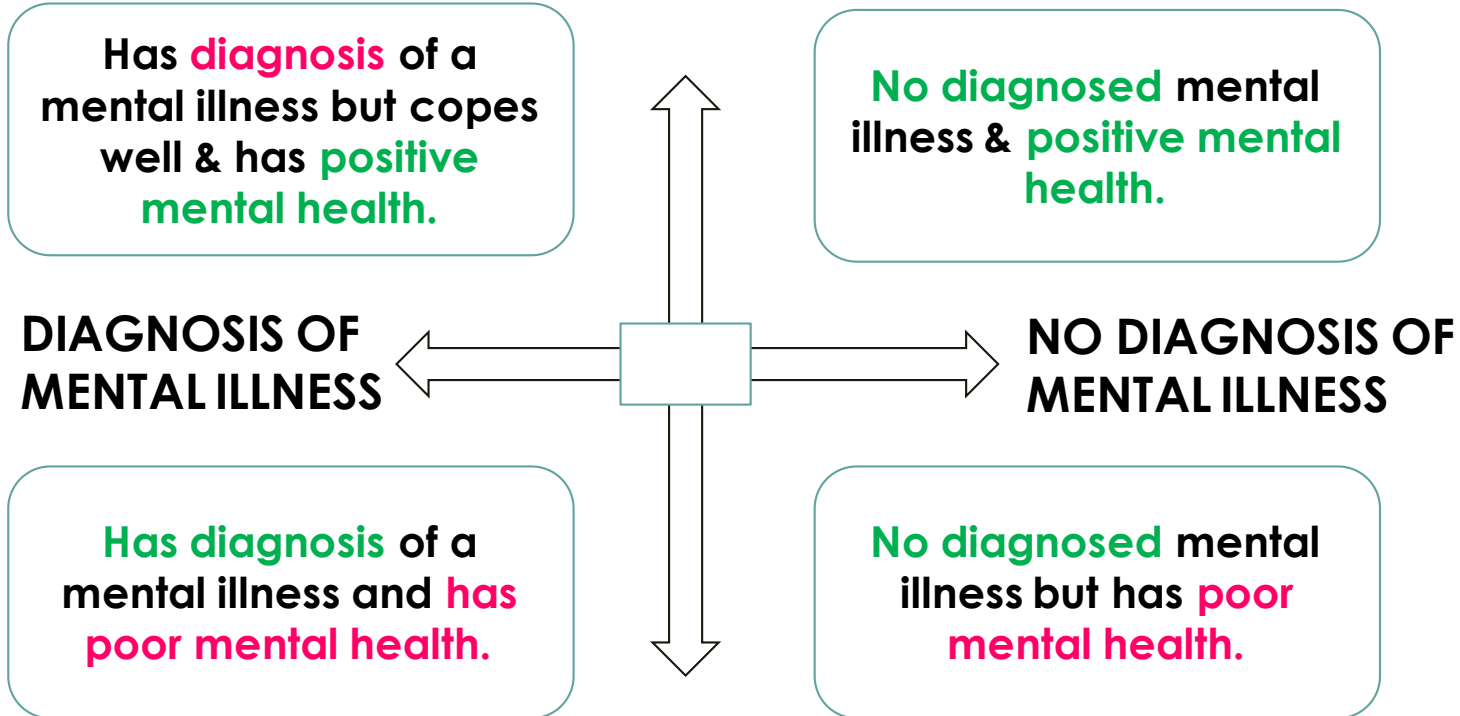 Has diagnosis of a
mental illness but copes
well & has positive
mental health.
No diagnosed mental
illness & positive mental
health.
DIAGNOSIS OF
MENTAL ILLNESS
NO DIAGNOSIS OF
MENTAL ILLNESS
Has diagnosis of a
mental illness and has
poor mental health.
No diagnosed mental
illness but has poor
mental health.